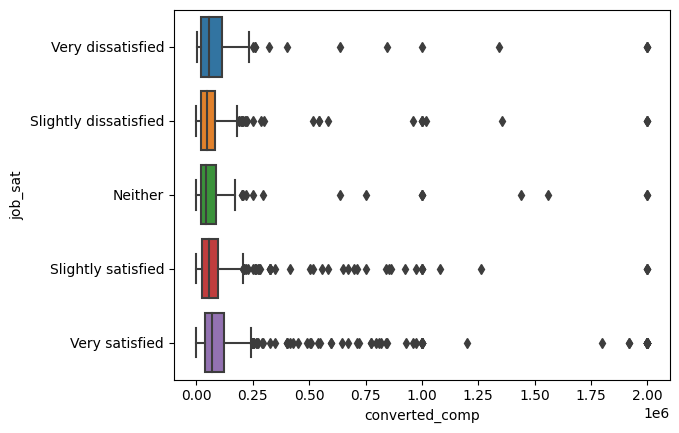 Very dissatisfied
Slightly dissatisfied
Neither
Slightly satisfied
Very satisfied
job_sat
0.00 0.25 0.50 0.75 1.00 1.25 1.50 1.75 2.00
1e6
converted_comp